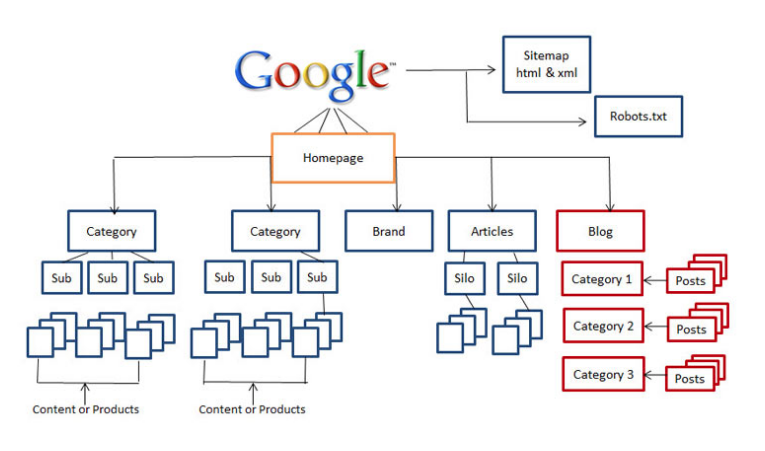 Google™
Sitemap
html & xml
Robots.txt
Homepage
Category
Category
Brand
Articles
Blog
Sub
Sub
Sub
Sub
Sub
Sub
Silo
Silo
Category 1
Posts
Category 2
Posts
Category 3
Posts
Content or Products
Content or Products